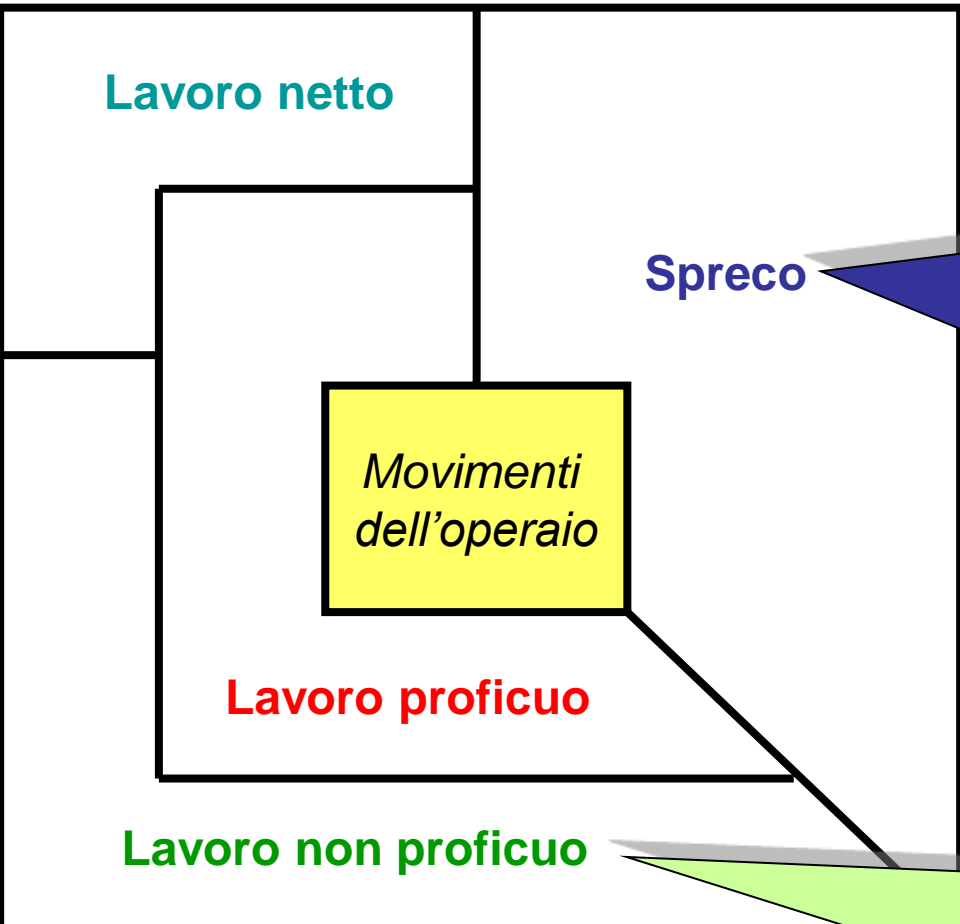 Lavoro netto
Spreco
Movimenti
dell’operaio
Lavoro proficuo
Lavoro non proficuo